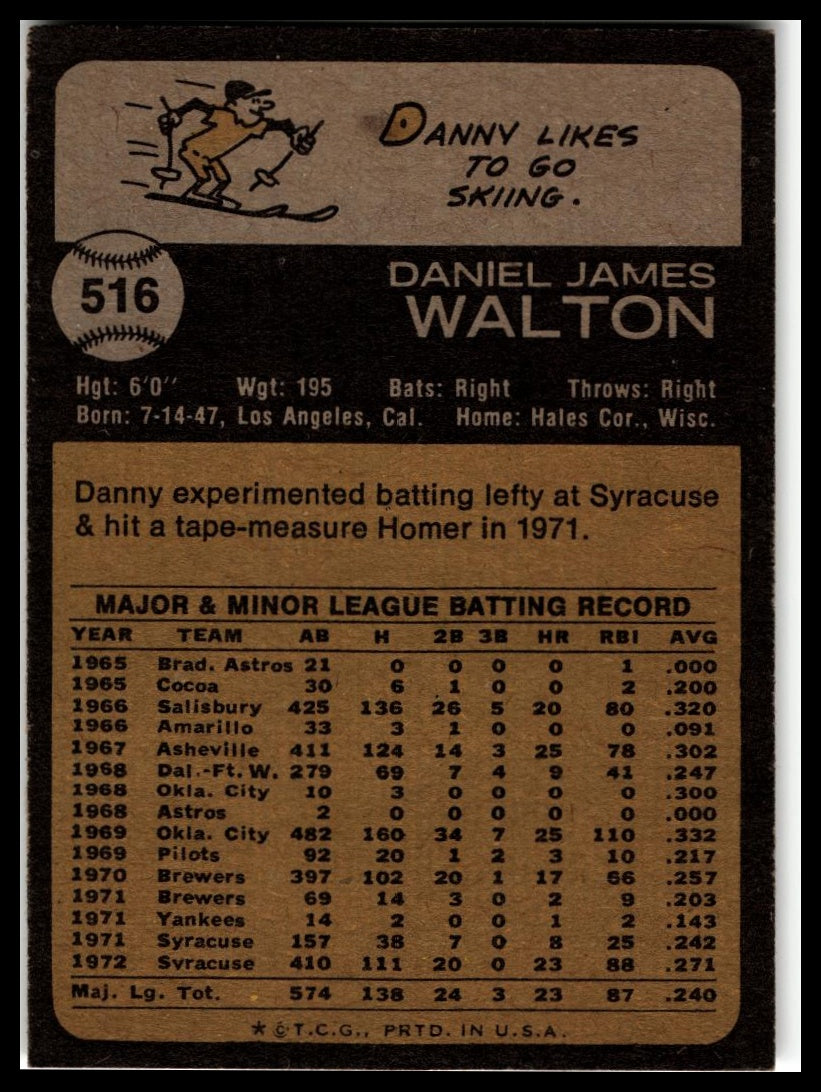 DANNY LIKES
TO GO
SKIING.
516
DANIEL JAMES
WALTON
Hgt: 6'0" Wgt: 195 Bats: Right Throws: Right
Born: 7-14-47, Los Angeles, Cal. Home: Hales Cor., Wisc.
Danny experimented batting lefty at Syracuse
& hit a tape-measure Homer in 1971.
MAJOR & MINOR LEAGUE BATTING RECORD
YEAR TEAM AB H 2B 3B HR RBI AVG
1965 Brad. Astros 21 0 0 0 0 1 .000
1965 Cocoa 30 6 1 0 0 2 .200
1966 Salisbury 425 136 26 5 20 80 .320
1966 Amarillo 33 3 1 0 0 0 .091
1967 Asheville 411 124 14 3 25 78 .302
1968 Dal.-Ft. W. 279 69 7 4 9 41 .247
1968 Okla. City 10 3 0 0 0 0 .300
1968 Astros 2 0 0 0 0 0 .000
1969 Okla. City 482 160 34 7 25 110 .332
1969 Pilots 92 20 1 2 3 10 .217
1970 Brewers 397 102 20 1 17 66 .257
1971 Brewers 69 14 3 0 2 9 .203
1971 Yankees 14 2 0 0 1 2 .143
1971 Syracuse 157 38 7 0 8 25 .242
1972 Syracuse 410 111 20 0 23 88 .271
Maj. Lg. Tot. 574 138 24 3 23 87 .240
* © T.C.G., PRTD. IN U.S.A.